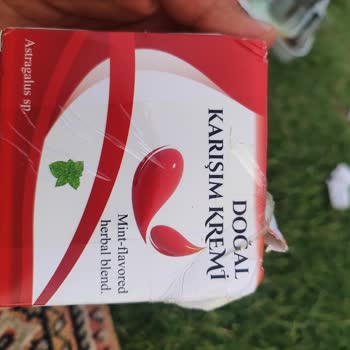 DOĞAL
KARIŞIM KREMİ
Mint-flavored
herbal blend.
Astragalus sp.